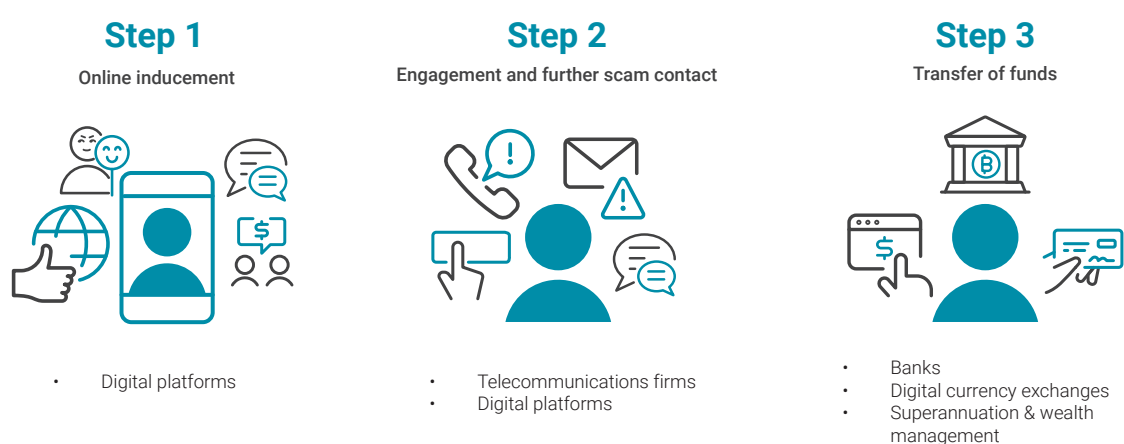 Step 1
Online inducement
• Digital platforms
Step 2
Engagement and further scam contact
• Telecommunications firms
• Digital platforms
Step 3
Transfer of funds
• Banks
• Digital currency exchanges
• Superannuation & wealth
management